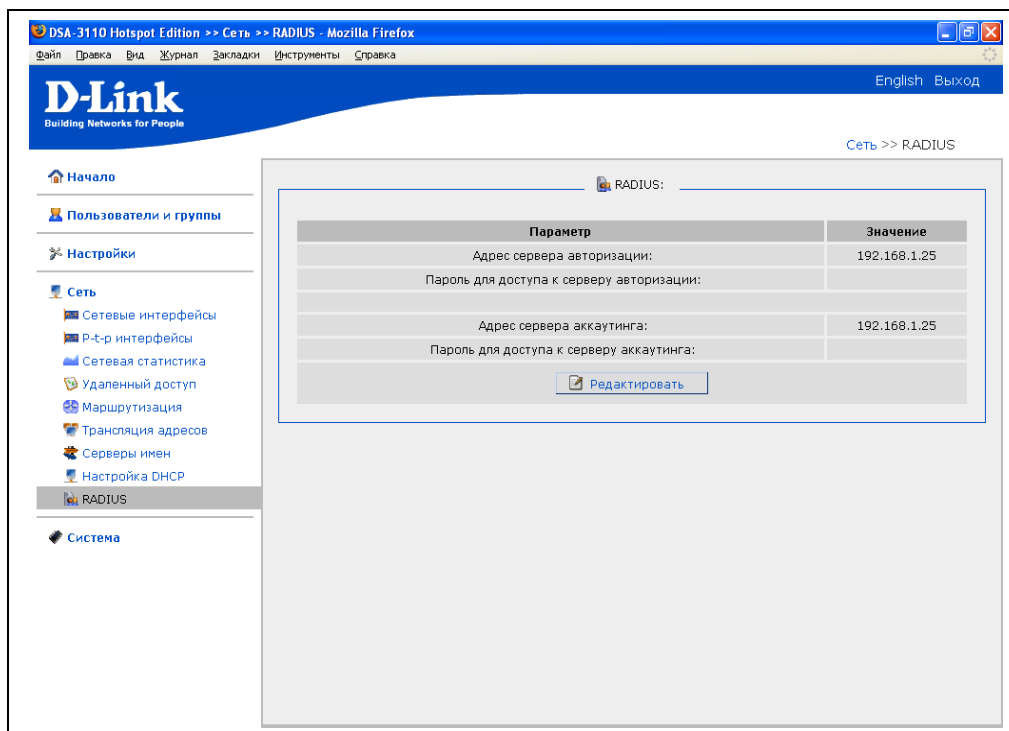 DSA-3110 Hotspot Edition >> Сеть >> RADIUS - Mozilla Firefox
Файл Правка Вид Журнал Закладки Инструменты Справка
English Выход
D-Link
Building Networks for People
Сеть >> RADIUS
Начало
Пользователи и группы
Настройки
Сеть
Сетевые интерфейсы
P-t-p интерфейсы
Сетевая статистика
Удаленный доступ
Маршрутизация
Трансляция адресов
Серверы имен
Настройка DHCP
RADIUS
Система
RADIUS:
Параметр Значение
Адрес сервера авторизации: 192.168.1.25
Пароль для доступа к серверу авторизации:
Адрес сервера аккаутинга: 192.168.1.25
Пароль для доступа к серверу аккаутинга:
Редактировать